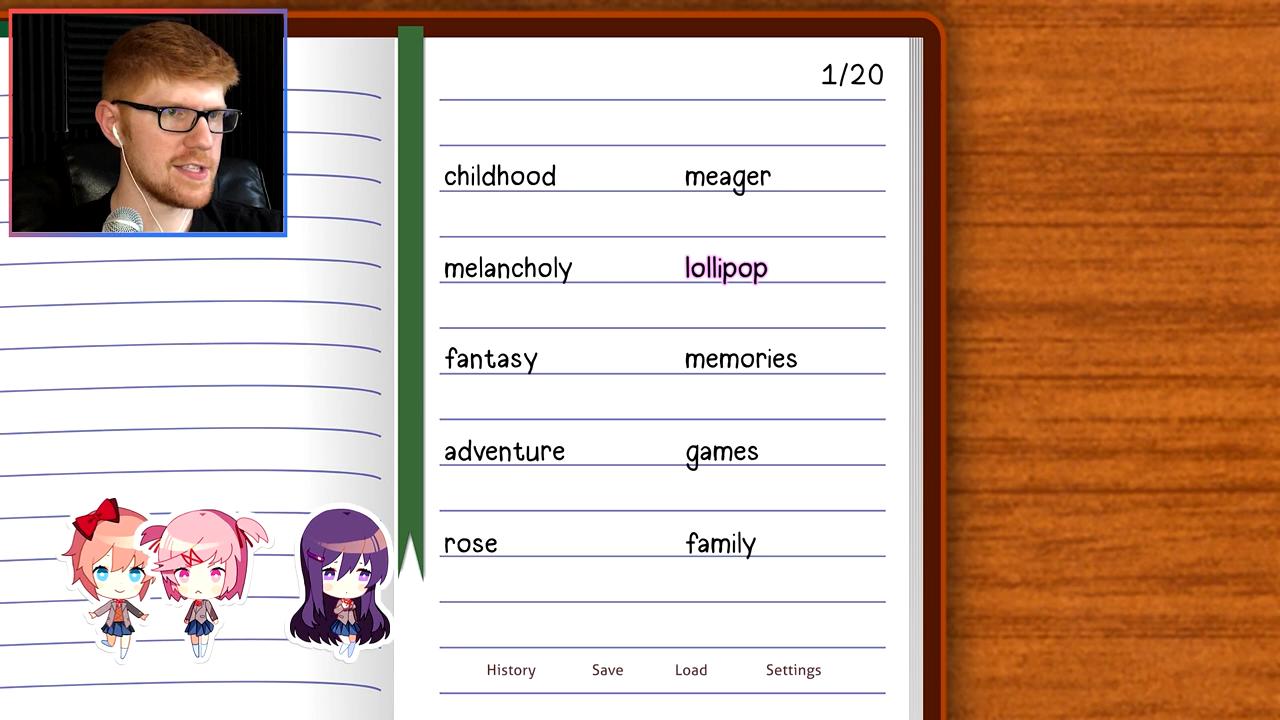 1/20
childhood meager
melancholy lollipop
fantasy memories
adventure games
rose family
History Save Load Settings